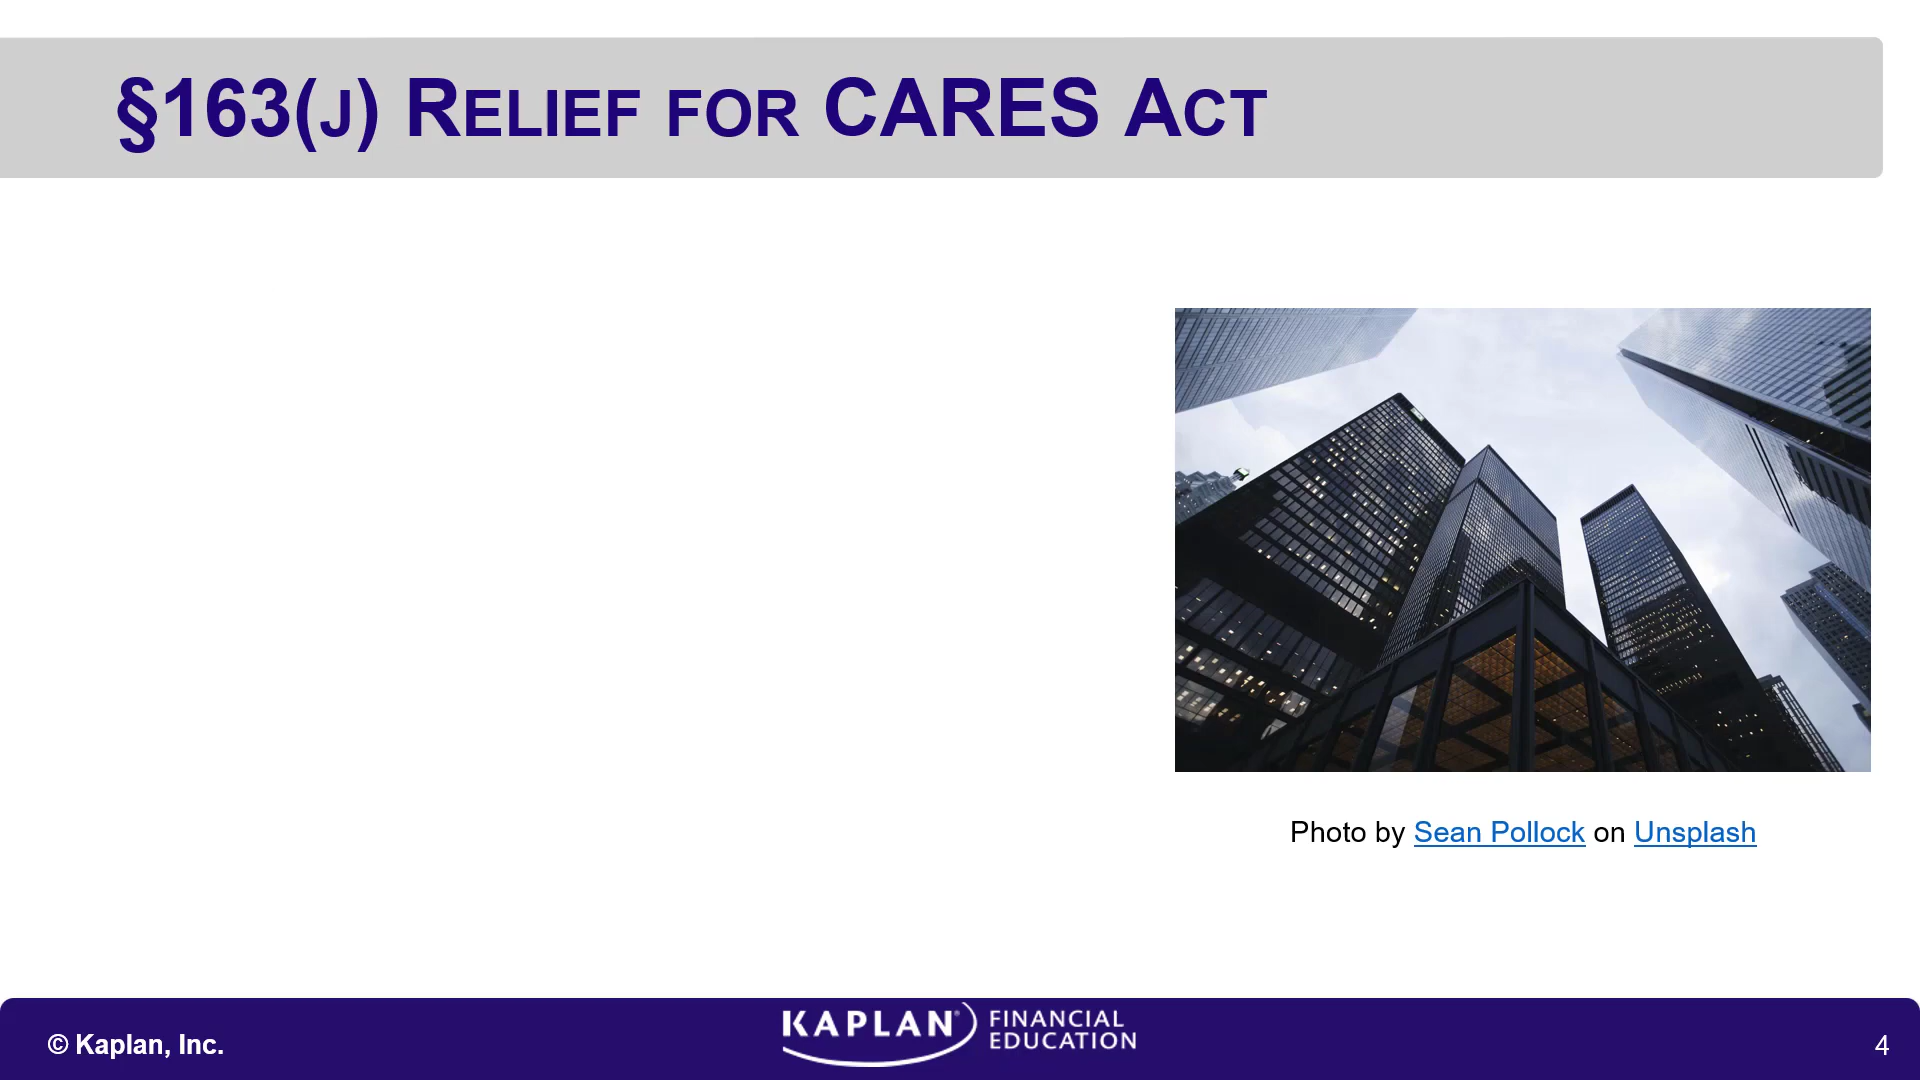 §163(J) RELIEF FOR CARES ACT
Photo by Sean Pollock on Unsplash
© Kaplan, Inc.
KAPLAN® FINANCIAL EDUCATION
4